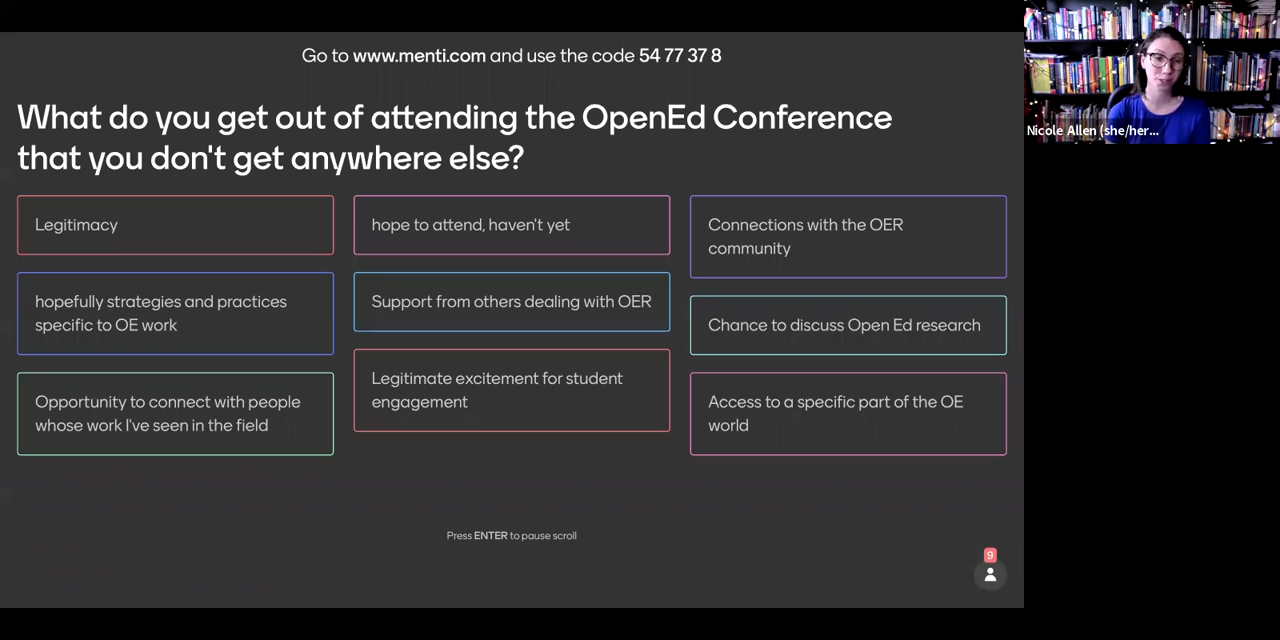 Go to www.menti.com and use the code 54 77 37 8
What do you get out of attending the OpenEd Conference
that you don't get anywhere else?
Legitimacy
hopefully strategies and practices
specific to OE work
Opportunity to connect with people
whose work I've seen in the field
hope to attend, haven't yet
Support from others dealing with OER
Legitimate excitement for student
engagement
Connections with the OER
community
Chance to discuss Open Ed research
Access to a specific part of the OE
world
Press ENTER to pause scroll
9
Nicole Allen (she/her...